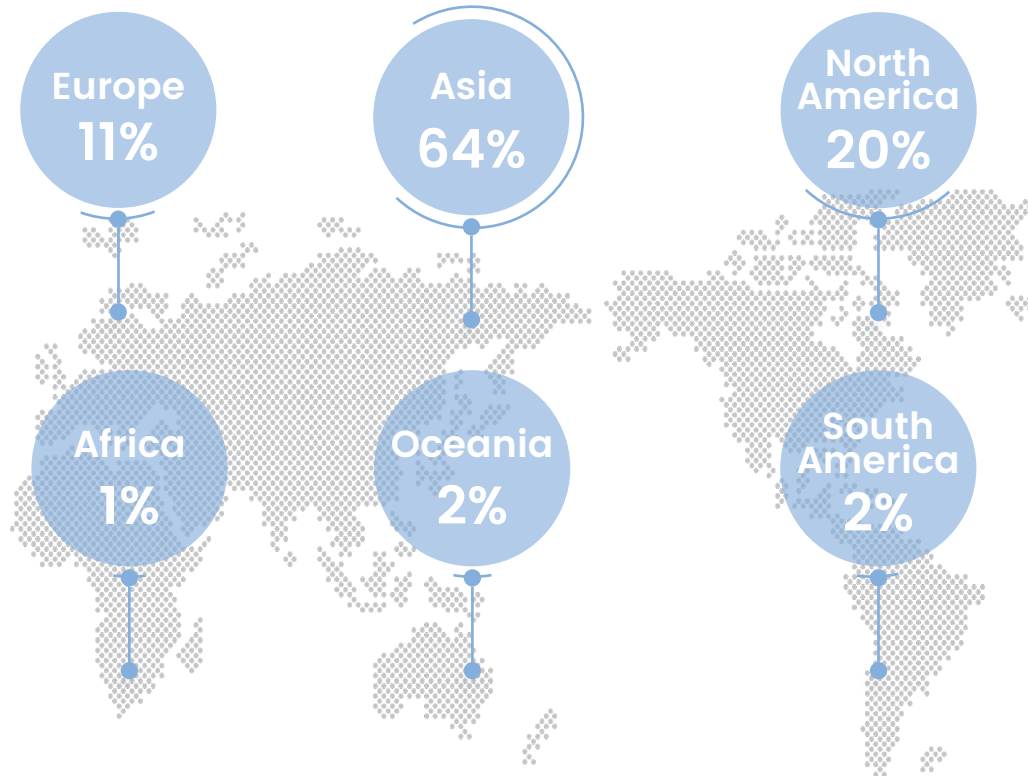 Europe
11%
Asia
64%
North
America
20%
Africa
1%
Oceania
2%
South
America
2%